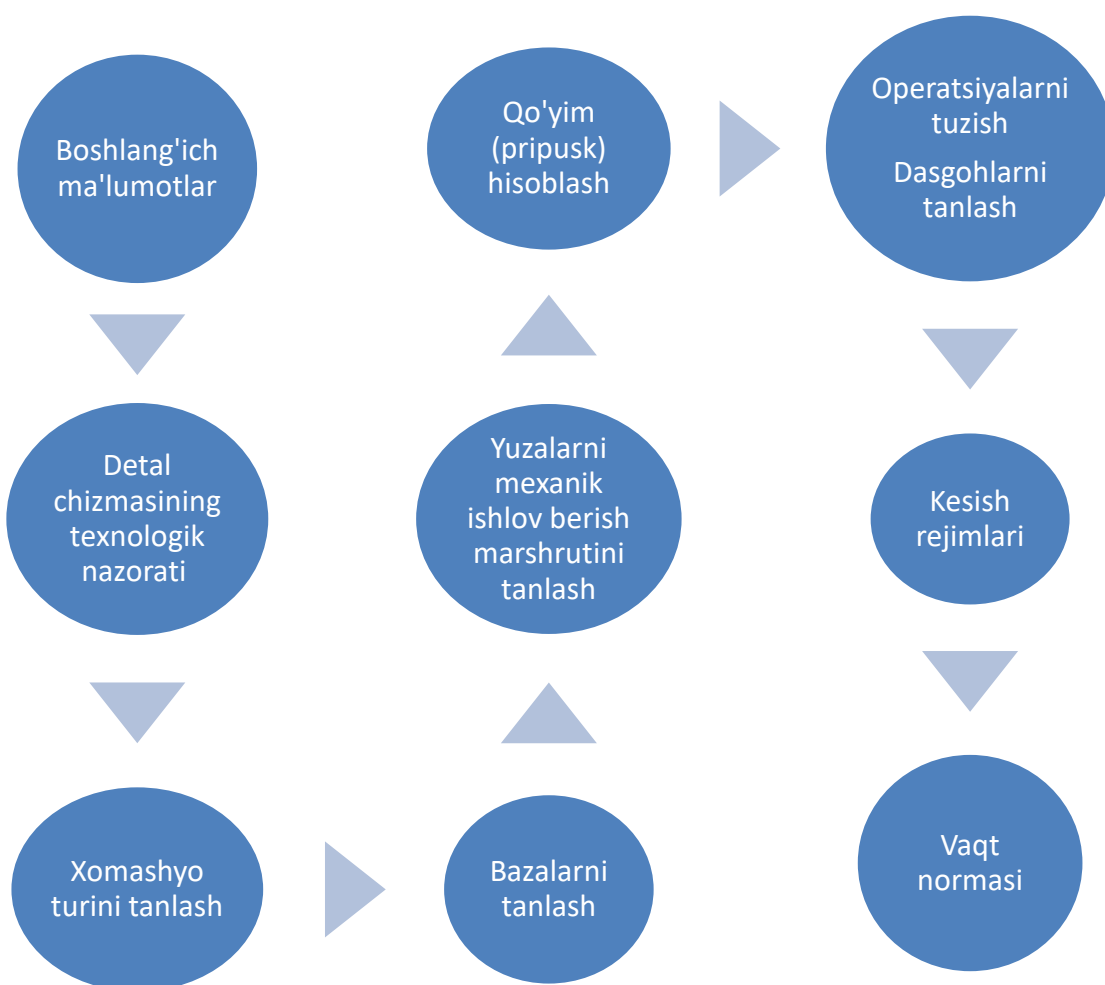 Boshlang'ich
ma'lumotlar
Detal
chizmasining
texnologik
nazorati
Xomashyo
turini tanlash
Bazalarni
tanlash
Yuzalarni
mexanik
ishlov berish
marshrutini
tanlash
Qo'yim
(pripusk)
hisoblash
Operatsiyalarni
tuzish
Dasgohlarni
tanlash
Kesish
rejimlari
Vaqt
normasi